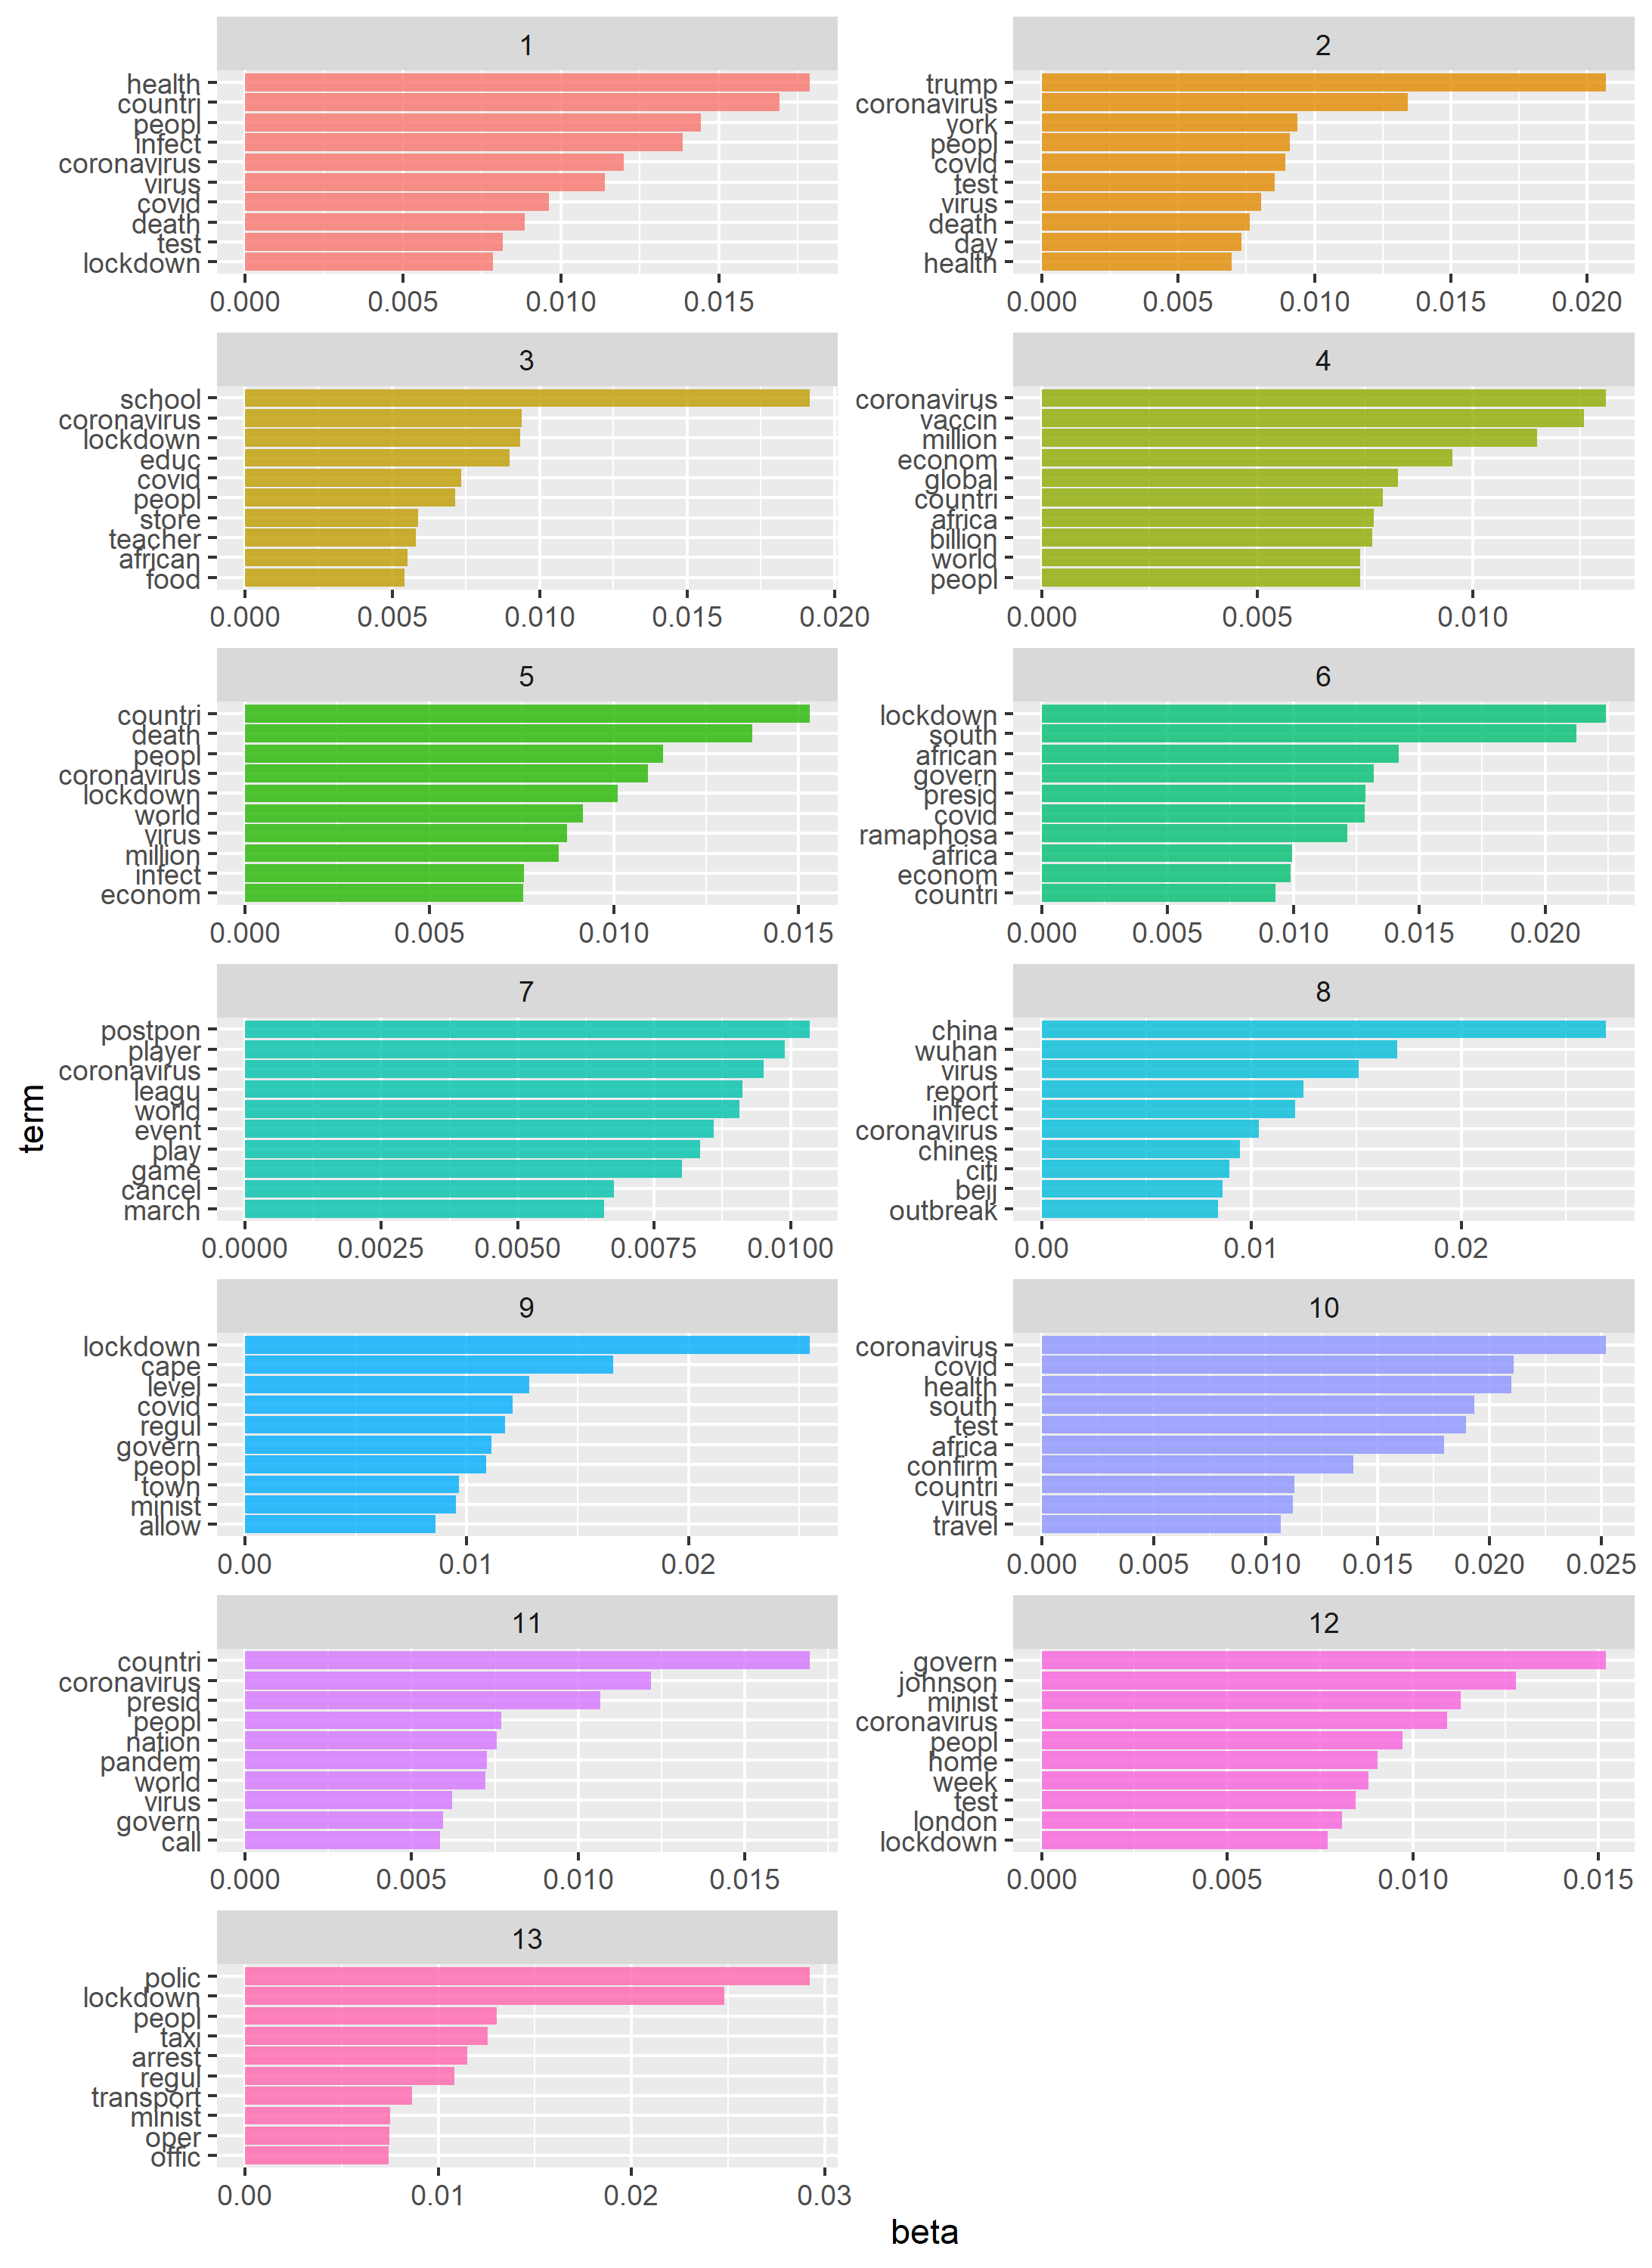 1
health
countri
peopl
infect
coronavirus
virus
covid
death
test
lockdown
0.000 0.005 0.010 0.015
2
trump
coronavirus
york
peopl
covid
test
virus
death
day
health
0.000 0.005 0.010 0.015 0.020
3
school
coronavirus
lockdown
educ
covid
peopl
store
teacher
african
food
0.000 0.005 0.010 0.015 0.020
4
coronavirus
vaccin
million
econom
global
countri
africa
billion
world
peopl
0.000 0.005 0.010
5
countri
death
peopl
coronavirus
lockdown
world
virus
million
infect
econom
0.000 0.005 0.010 0.015
6
lockdown
south
african
govern
presid
covid
ramaphosa
africa
econom
countri
0.000 0.005 0.010 0.015 0.020
7
postpon
player
coronavirus
leagu
world
event
play
game
cancel
march
0.0000 0.0025 0.0050 0.0075 0.0100
8
china
wuhan
virus
report
infect
coronavirus
chines
citi
beij
outbreak
0.00 0.01 0.02
9
lockdown
cape
level
covid
regul
govern
peopl
town
minist
allow
0.00 0.01 0.02
10
coronavirus
covid
health
south
test
africa
confirm
countri
virus
travel
0.000 0.005 0.010 0.015 0.020 0.025
11
countri
coronavirus
presid
peopl
nation
pandem
world
virus
govern
call
0.000 0.005 0.010 0.015
12
govern
johnson
minist
coronavirus
peopl
home
week
test
london
lockdown
0.000 0.005 0.010 0.015
13
polic
lockdown
peopl
taxi
arrest
regul
transport
minist
oper
offic
0.00 0.01 0.02 0.03
term
beta